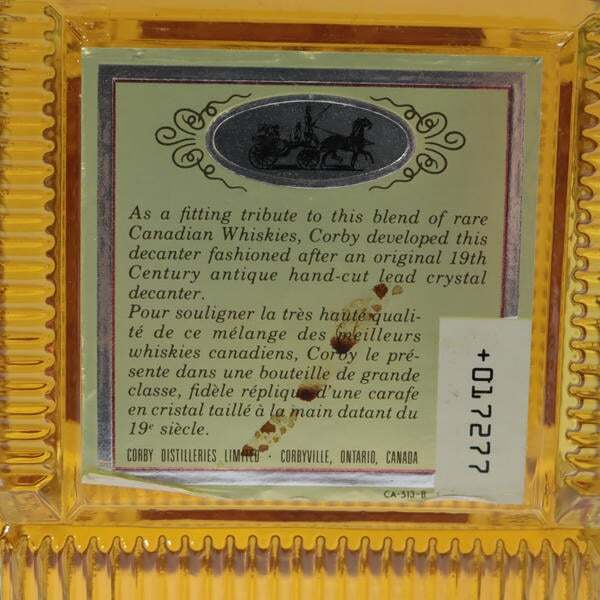 As a fitting tribute to this blend of rare
Canadian Whiskies, Corby developed this
decanter fashioned after an original 19th
Century antique hand-cut lead crystal
decanter.
Pour souligner la très haute quali-
té de ce mélange des meilleurs
whiskies canadiens, Corby le pré-
sente dans une bouteille de grande
classe, fidèle réplique d'une carafe
en cristal taillé à la main datant du
19e siècle.
CORBY DISTILLERIES LIMITED · CORBYVILLE, ONTARIO, CANADA
CA-513-B
+017277